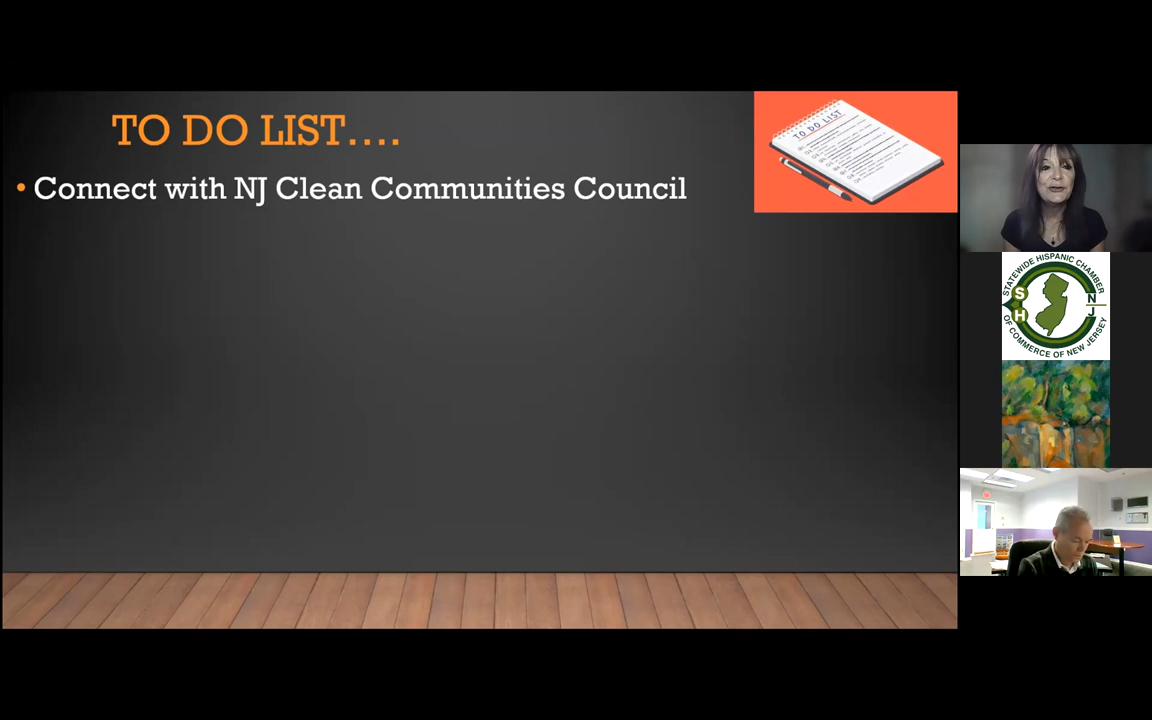 TO DO LIST....
• Connect with NJ Clean Communities Council
TO DO LIST
STATEWIDE HISPANIC CHAMBER
S N
H J
OF COMMERCE OF NEW JERSEY